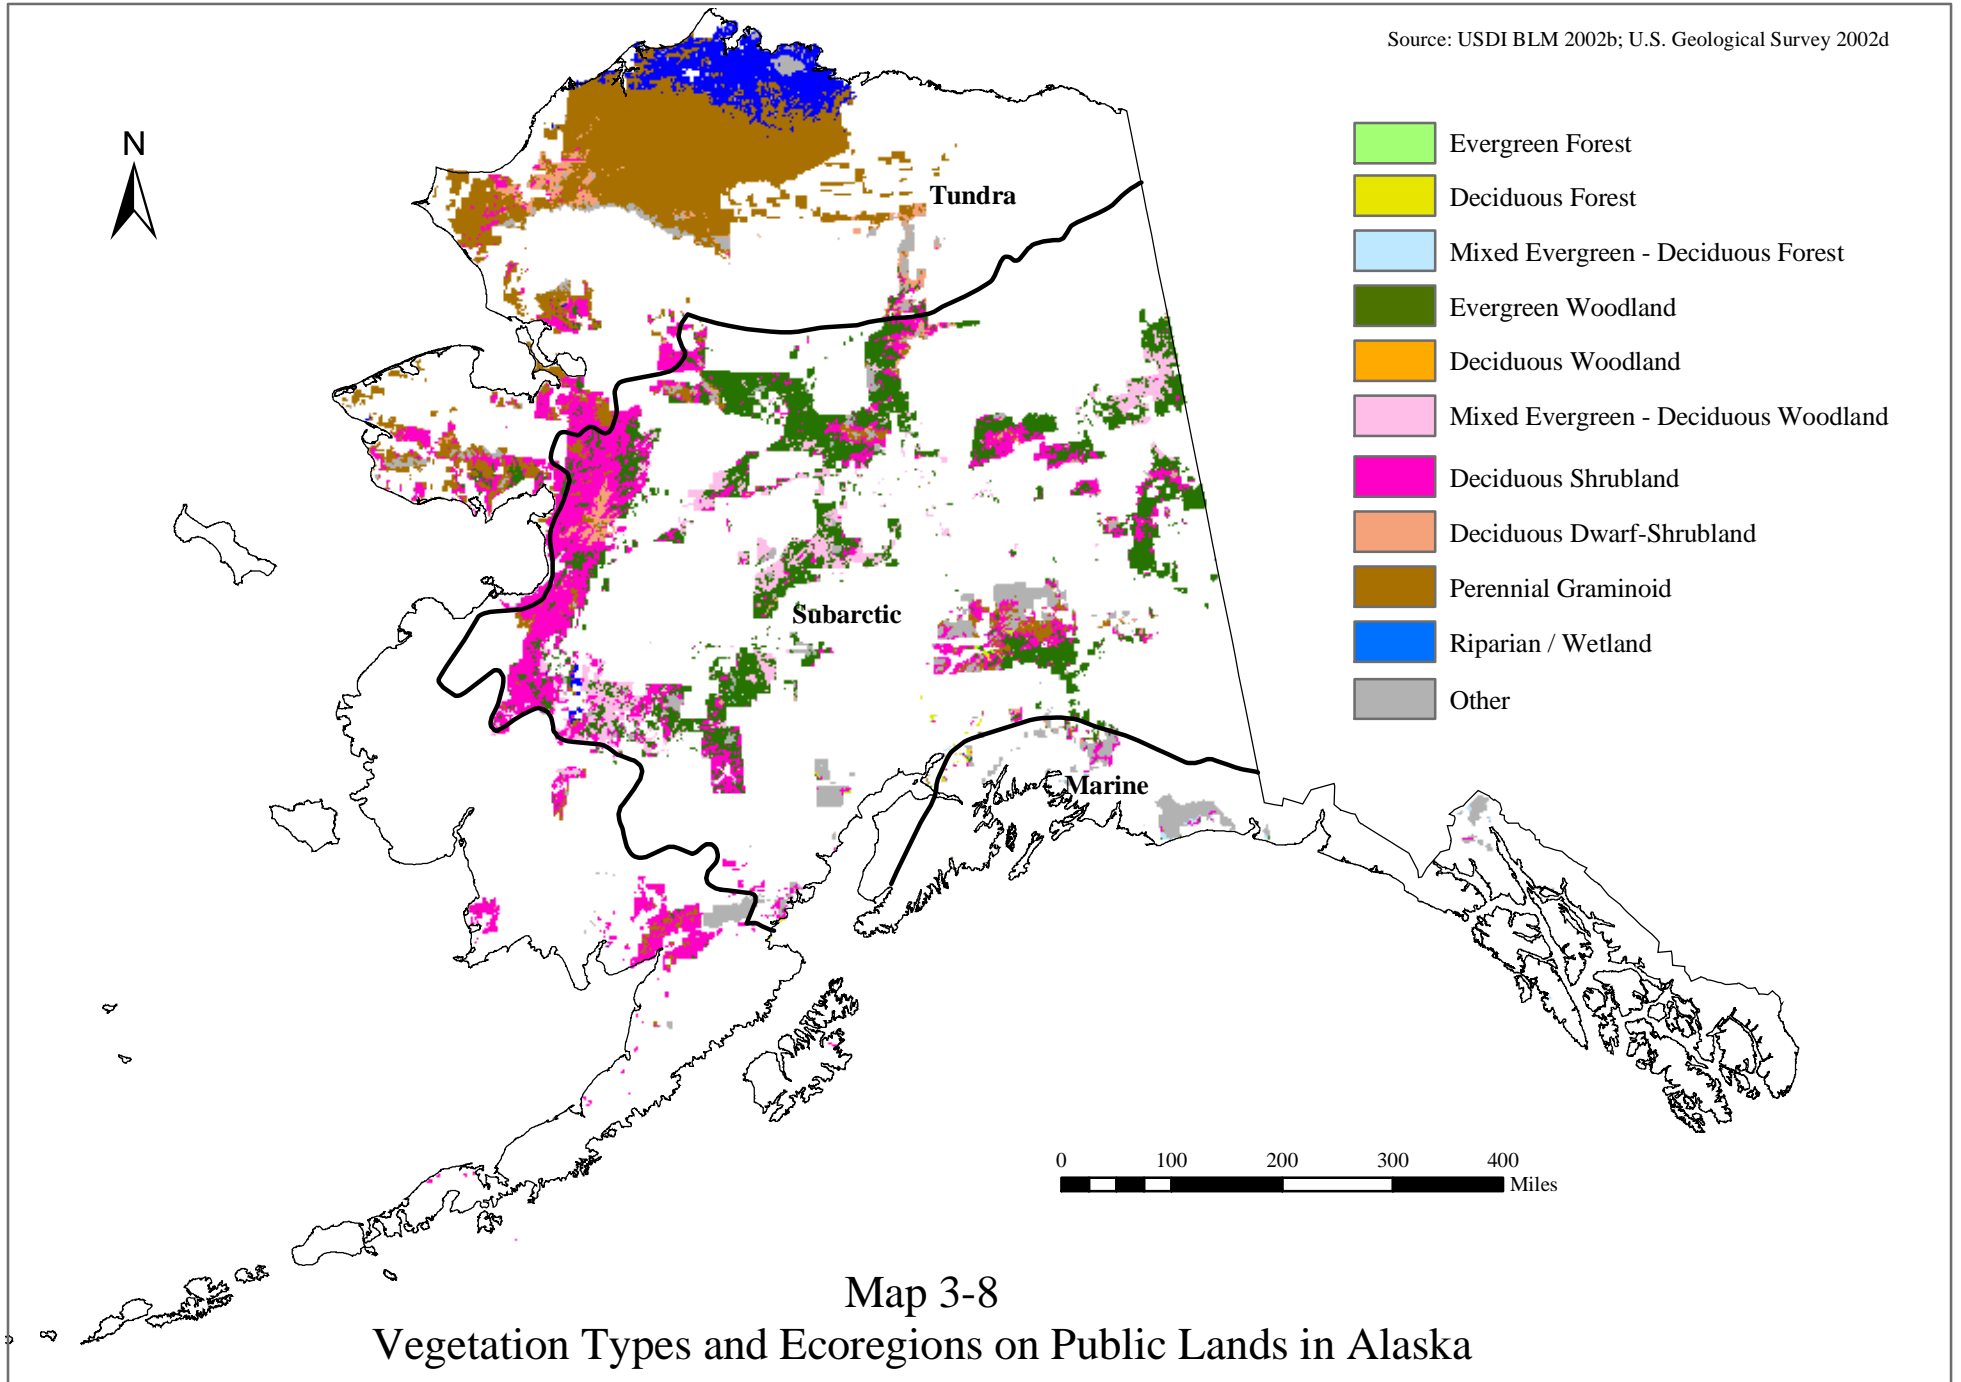 Source: USDI BLM 2002b; U.S. Geological Survey 2002d
N
Evergreen Forest
Deciduous Forest
Mixed Evergreen - Deciduous Forest
Evergreen Woodland
Deciduous Woodland
Mixed Evergreen - Deciduous Woodland
Deciduous Shrubland
Deciduous Dwarf-Shrubland
Perennial Graminoid
Riparian / Wetland
Other
Tundra
Subarctic
Marine
0 100 200 300 400
Miles
Map 3-8
Vegetation Types and Ecoregions on Public Lands in Alaska